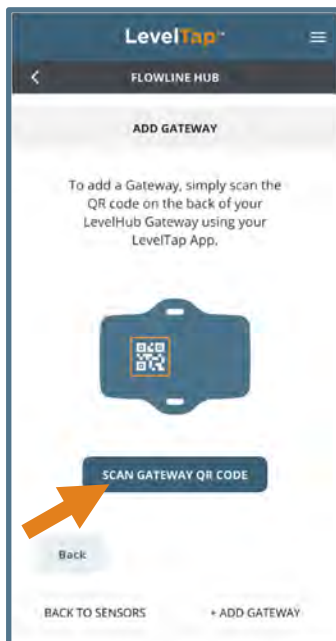 LevelTap™
FLOWLINE HUB
ADD GATEWAY
To add a Gateway, simply scan the
QR code on the back of your
LevelHub Gateway using your
LevelTap App.
SCAN GATEWAY QR CODE
Back
BACK TO SENSORS + ADD GATEWAY